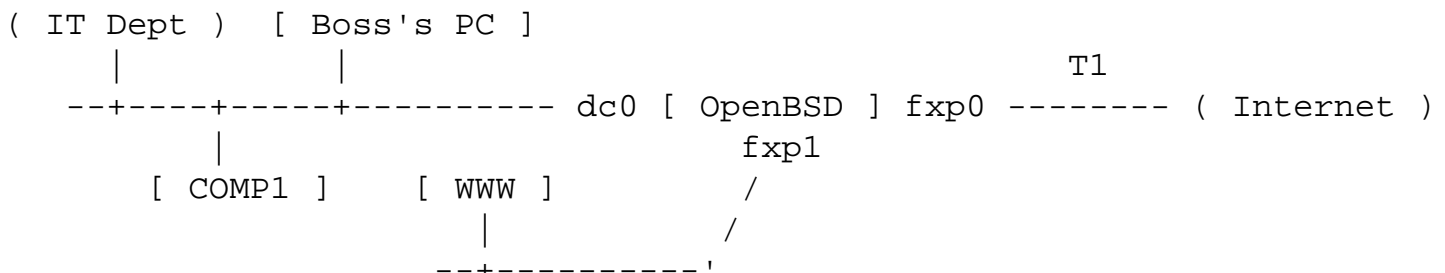 ( IT Dept ) [ Boss's PC ]
T1
--+----+-----+---------- dc0 [ OpenBSD ] fxp0 -------- ( Internet )
fxp1
[ COMP1 ] [ WWW ]
--+----------'